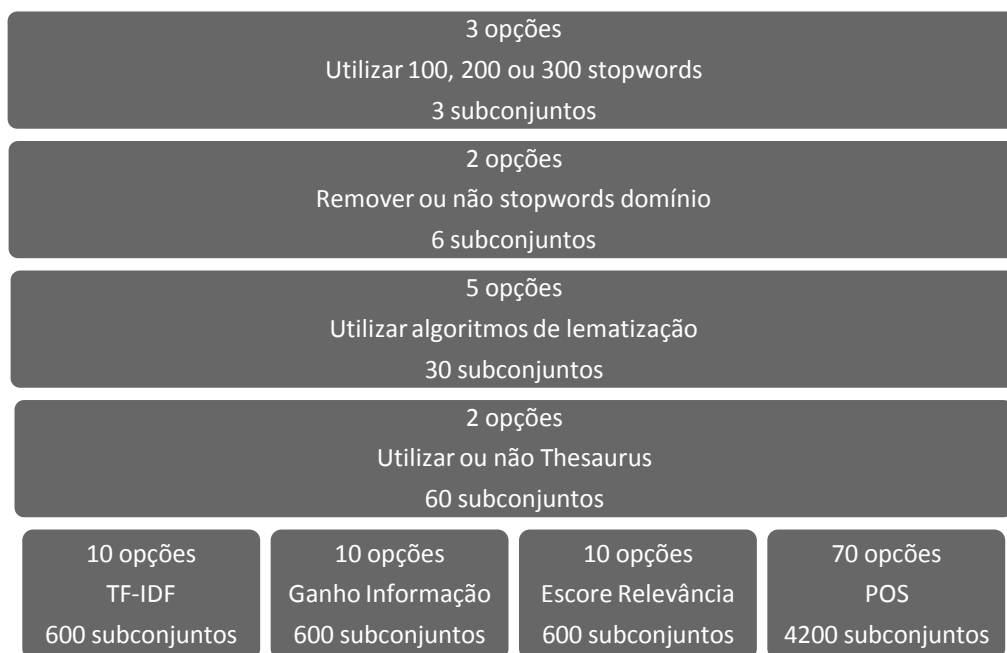 3 opções
Utilizar 100, 200 ou 300 stopwords
3 subconjuntos
2 opções
Remover ou não stopwords domínio
6 subconjuntos
5 opções
Utilizar algoritmos de lematização
30 subconjuntos
2 opções
Utilizar ou não Thesaurus
60 subconjuntos
10 opções
TF-IDF
600 subconjuntos
10 opções
Ganho Informação
600 subconjuntos
10 opções
Escore Relevância
600 subconjuntos
70 opcões
POS
4200 subconjuntos